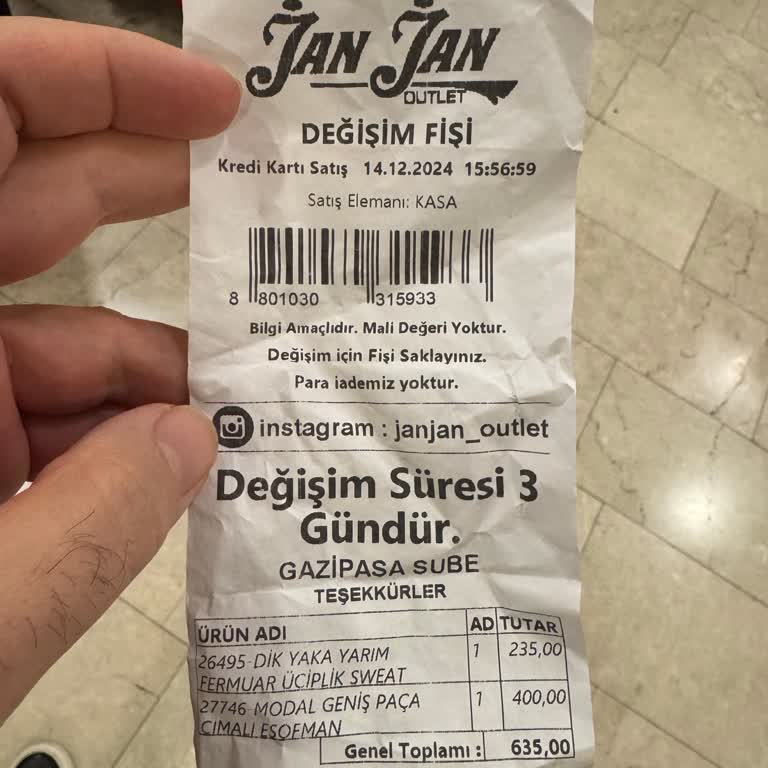 JAN JAN
OUTLET
DEĞİŞİM FİŞİ
Kredi Kartı Satış 14.12.2024 15:56:59
Satış Elemanı: KASA
8 801030 315933
Bilgi Amaçlıdır. Mali Değeri Yoktur.
Değişim için Fişi Saklayınız.
Para iademiz yoktur.
instagram : janjan_outlet
Değişim Süresi 3
Gündür.
GAZİPASA SUBE
TEŞEKKÜRLER
ÜRÜN ADI AD TUTAR
26495-DİK YAKA YARIM 1 235,00
FERMUAR ÜCİPLİK SWEAT
27746-MODAL GENİŞ PAÇA 1 400,00
CIMALI ESOFMAN
Genel Toplamı : 635,00